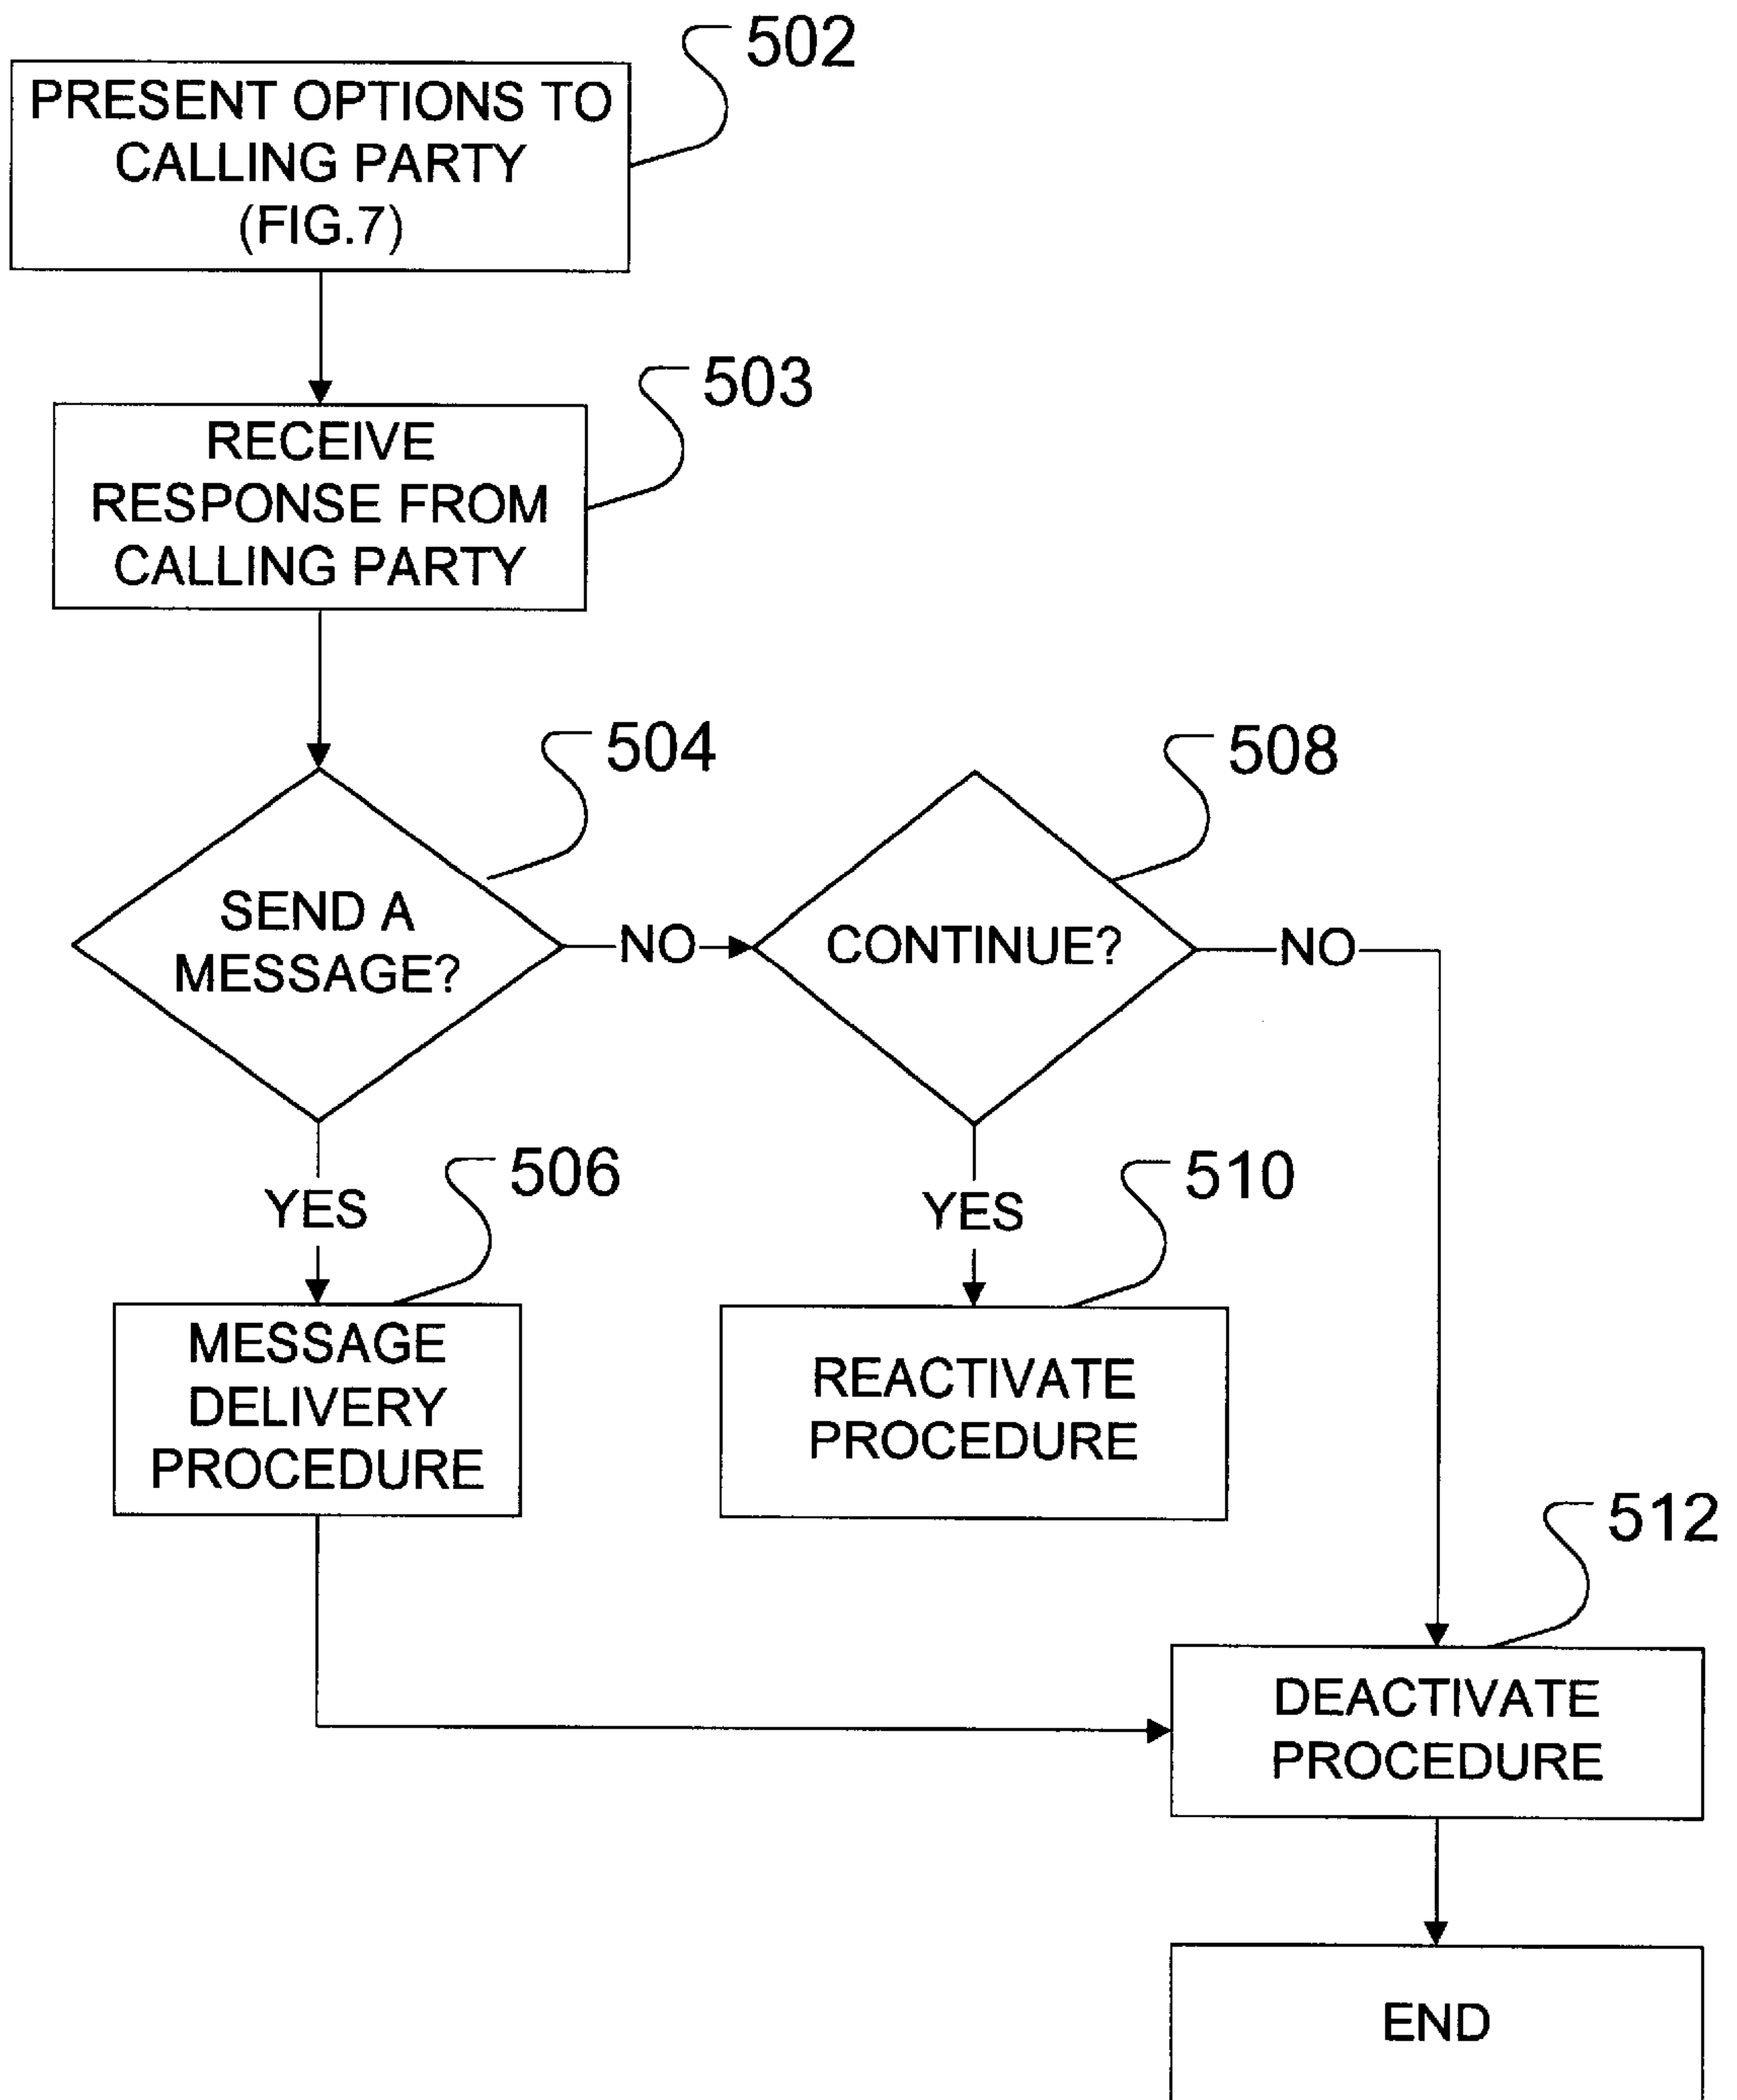 502
PRESENT OPTIONS TO
CALLING PARTY
(FIG.7)
503
RECEIVE
RESPONSE FROM
CALLING PARTY
504
SEND A
MESSAGE?
NO
508
CONTINUE?
NO
YES
506
MESSAGE
DELIVERY
PROCEDURE
YES
510
REACTIVATE
PROCEDURE
512
DEACTIVATE
PROCEDURE
END